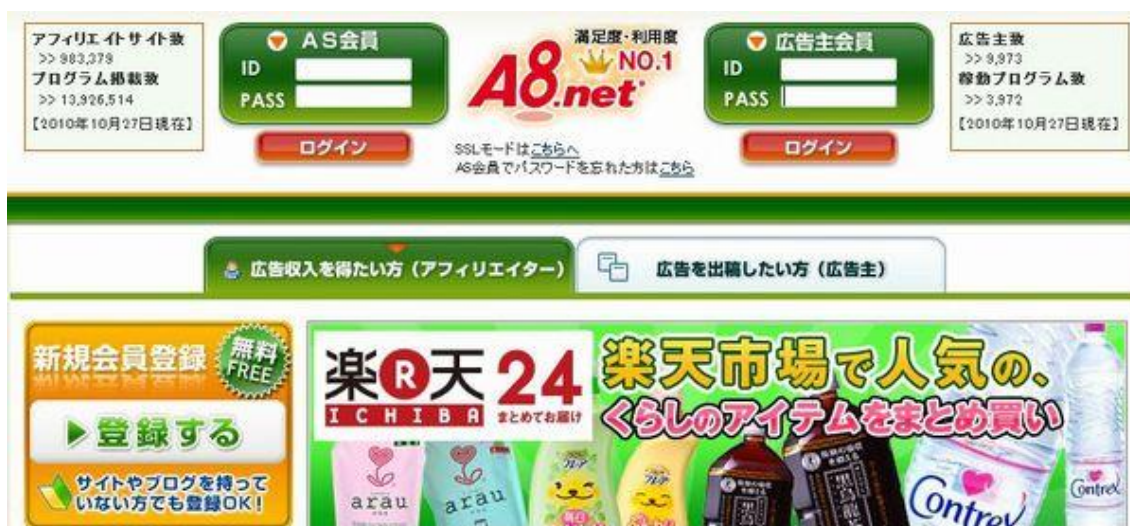 アフィリエイトサイト数
>> 983,379
プログラム掲載数
>> 13,926,514
【2010年10月27日現在】
AS会員
ID
PASS
ログイン
満足度・利用度
NO.1
A8.net
SSLモードはこちらへ
AS会員でパスワードを忘れた方はこちら
広告主会員
ID
PASS
ログイン
広告主数
>> 9,973
稼動プログラム数
>> 3,972
【2010年10月27日現在】
広告収入を得たい方（アフィリエイター）
広告を出稿したい方（広告主）
新規会員登録
無料
FREE
登録する
サイトやブログを持って
いない方でも登録OK！
楽R天 24
ICHIBA まとめてお届け
楽天市場で人気の、
くらしのアイテムをまとめ買い
arau
arau
黒烏龍
Contrex
Contrex